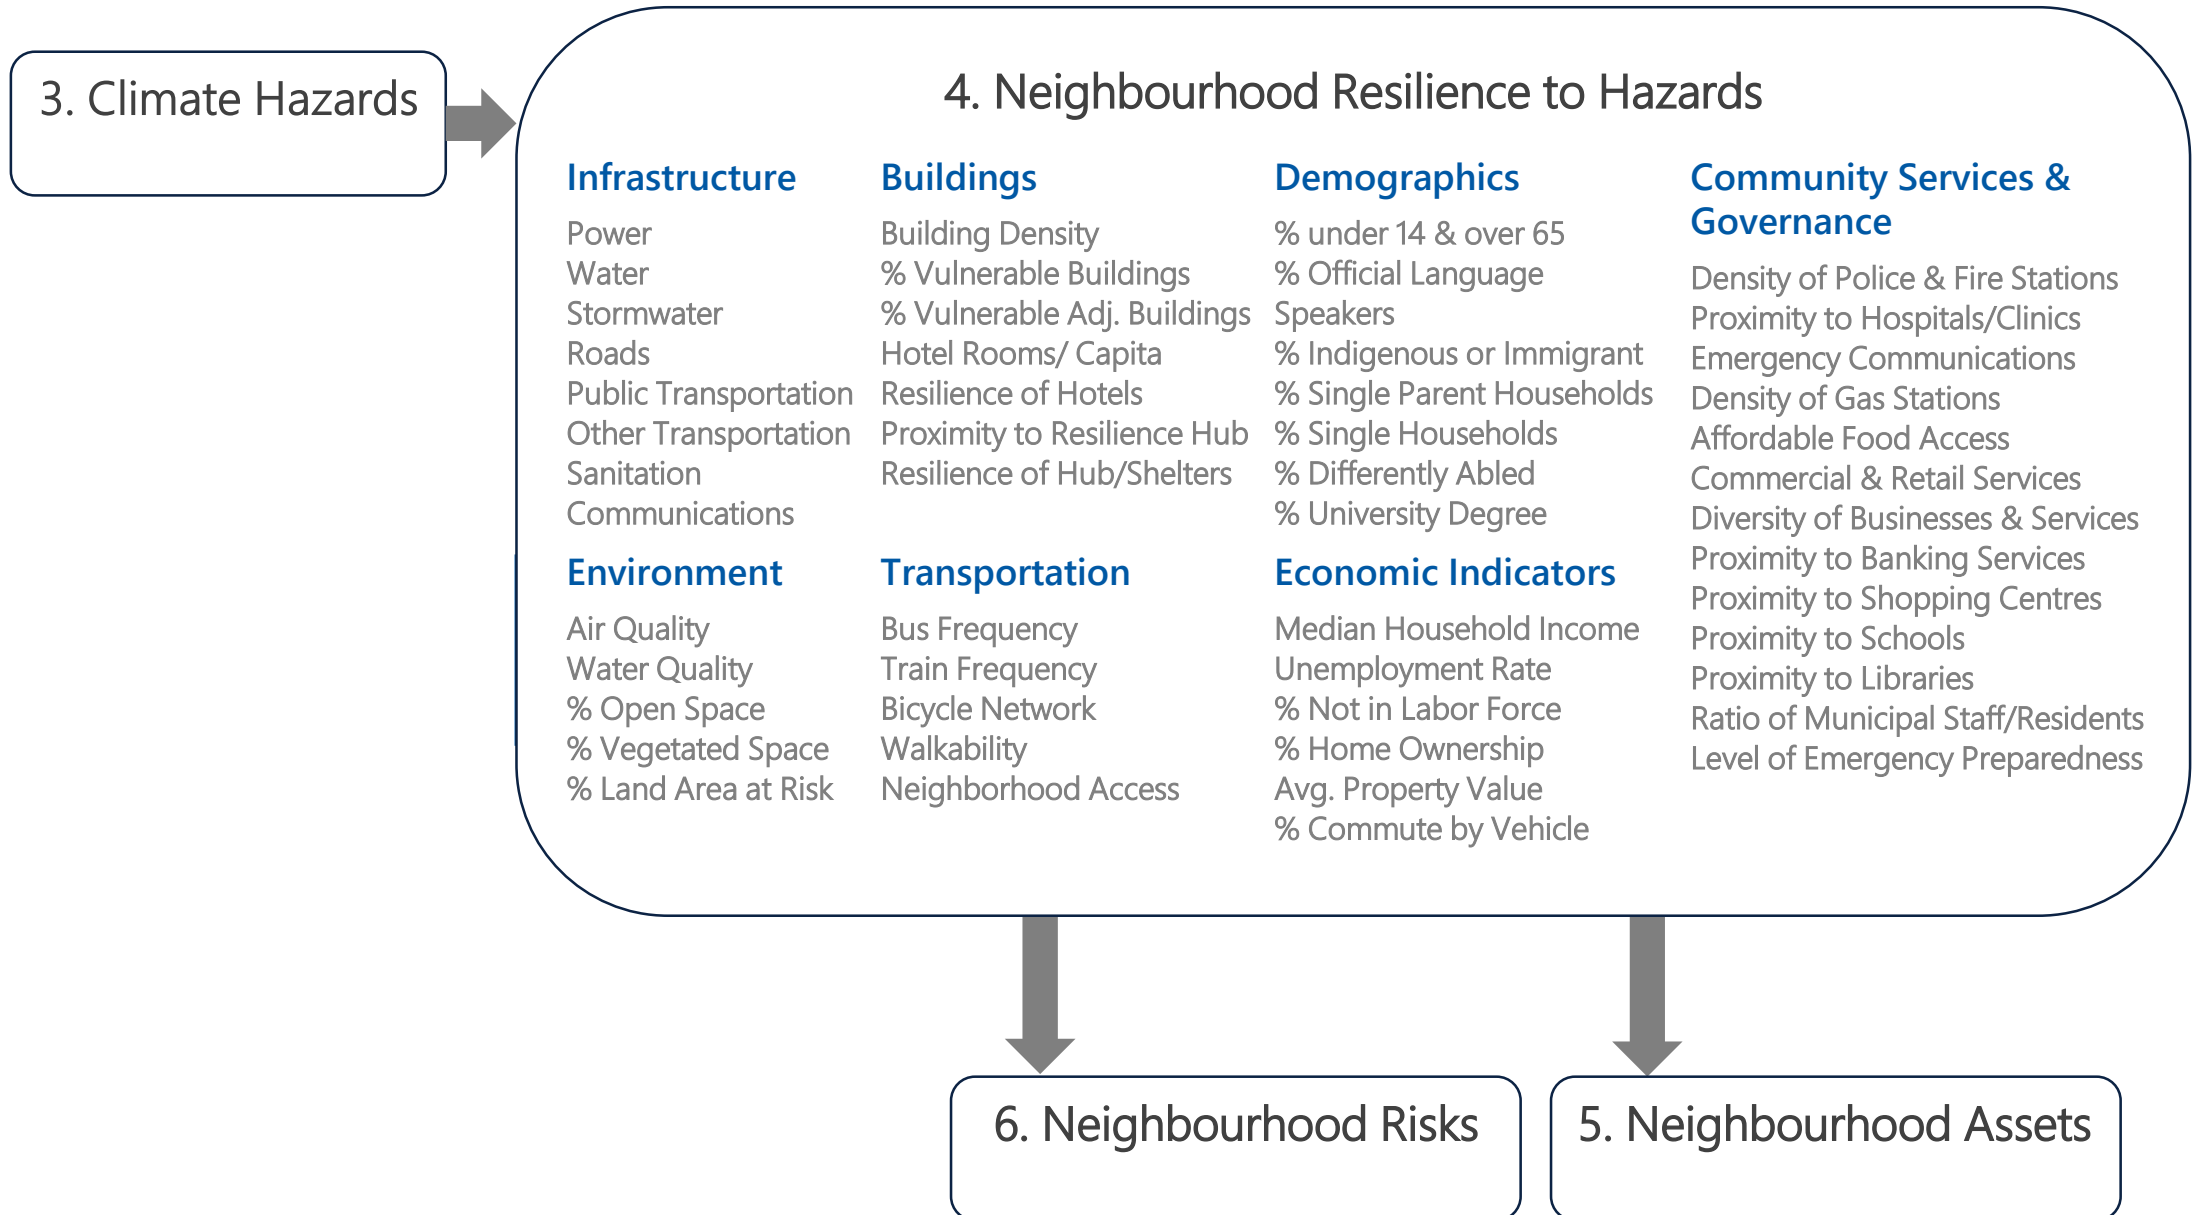 3. Climate Hazards
4. Neighbourhood Resilience to Hazards
Infrastructure
Power
Water
Stormwater
Roads
Public Transportation
Other Transportation
Sanitation
Communications
Buildings
Building Density
% Vulnerable Buildings
% Vulnerable Adj. Buildings
Hotel Rooms/ Capita
Resilience of Hotels
Proximity to Resilience Hub
Resilience of Hub/Shelters
Demographics
% under 14 & over 65
% Official Language
Speakers
% Indigenous or Immigrant
% Single Parent Households
% Single Households
% Differently Abled
% University Degree
Community Services &
Governance
Density of Police & Fire Stations
Proximity to Hospitals/Clinics
Emergency Communications
Density of Gas Stations
Affordable Food Access
Commercial & Retail Services
Diversity of Businesses & Services
Proximity to Banking Services
Proximity to Shopping Centres
Proximity to Schools
Proximity to Libraries
Ratio of Municipal Staff/Residents
Level of Emergency Preparedness
Environment
Air Quality
Water Quality
% Open Space
% Vegetated Space
% Land Area at Risk
Transportation
Bus Frequency
Train Frequency
Bicycle Network
Walkability
Neighborhood Access
Economic Indicators
Median Household Income
Unemployment Rate
% Not in Labor Force
% Home Ownership
Avg. Property Value
% Commute by Vehicle
6. Neighbourhood Risks
5. Neighbourhood Assets